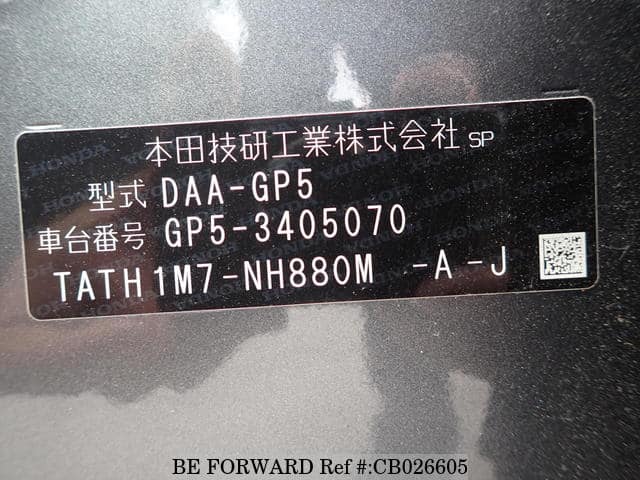 本田技研工業株式会社 SP
型式 DAA-GP5
車台番号 GP5-3405070
TATH1M7-NH880M -A-J
BE FORWARD Ref #:CB026605